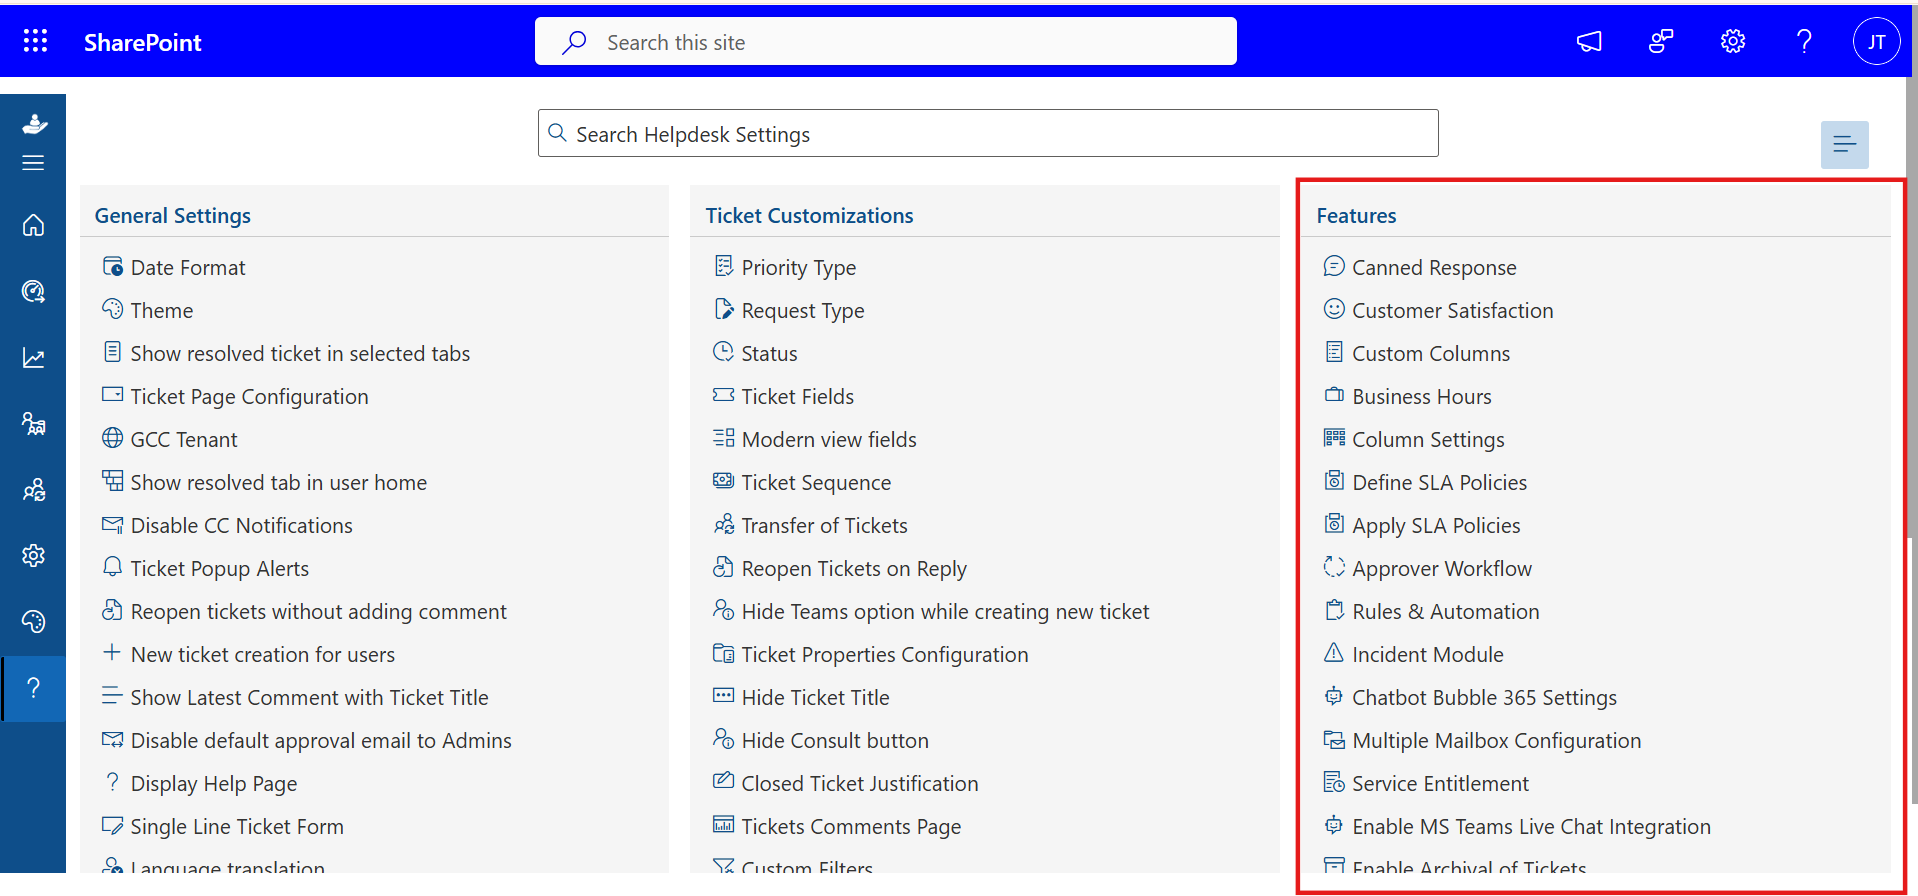 SharePoint
Search this site
JT
Search Helpdesk Settings
General Settings
Date Format
Theme
Show resolved ticket in selected tabs
Ticket Page Configuration
GCC Tenant
Show resolved tab in user home
Disable CC Notifications
Ticket Popup Alerts
Reopen tickets without adding comment
New ticket creation for users
Show Latest Comment with Ticket Title
Disable default approval email to Admins
Display Help Page
Single Line Ticket Form
Language translation
Ticket Customizations
Priority Type
Request Type
Status
Ticket Fields
Modern view fields
Ticket Sequence
Transfer of Tickets
Reopen Tickets on Reply
Hide Teams option while creating new ticket
Ticket Properties Configuration
Hide Ticket Title
Hide Consult button
Closed Ticket Justification
Tickets Comments Page
Custom Filters
Features
Canned Response
Customer Satisfaction
Custom Columns
Business Hours
Column Settings
Define SLA Policies
Apply SLA Policies
Approver Workflow
Rules & Automation
Incident Module
Chatbot Bubble 365 Settings
Multiple Mailbox Configuration
Service Entitlement
Enable MS Teams Live Chat Integration
Enable Archival of Tickets